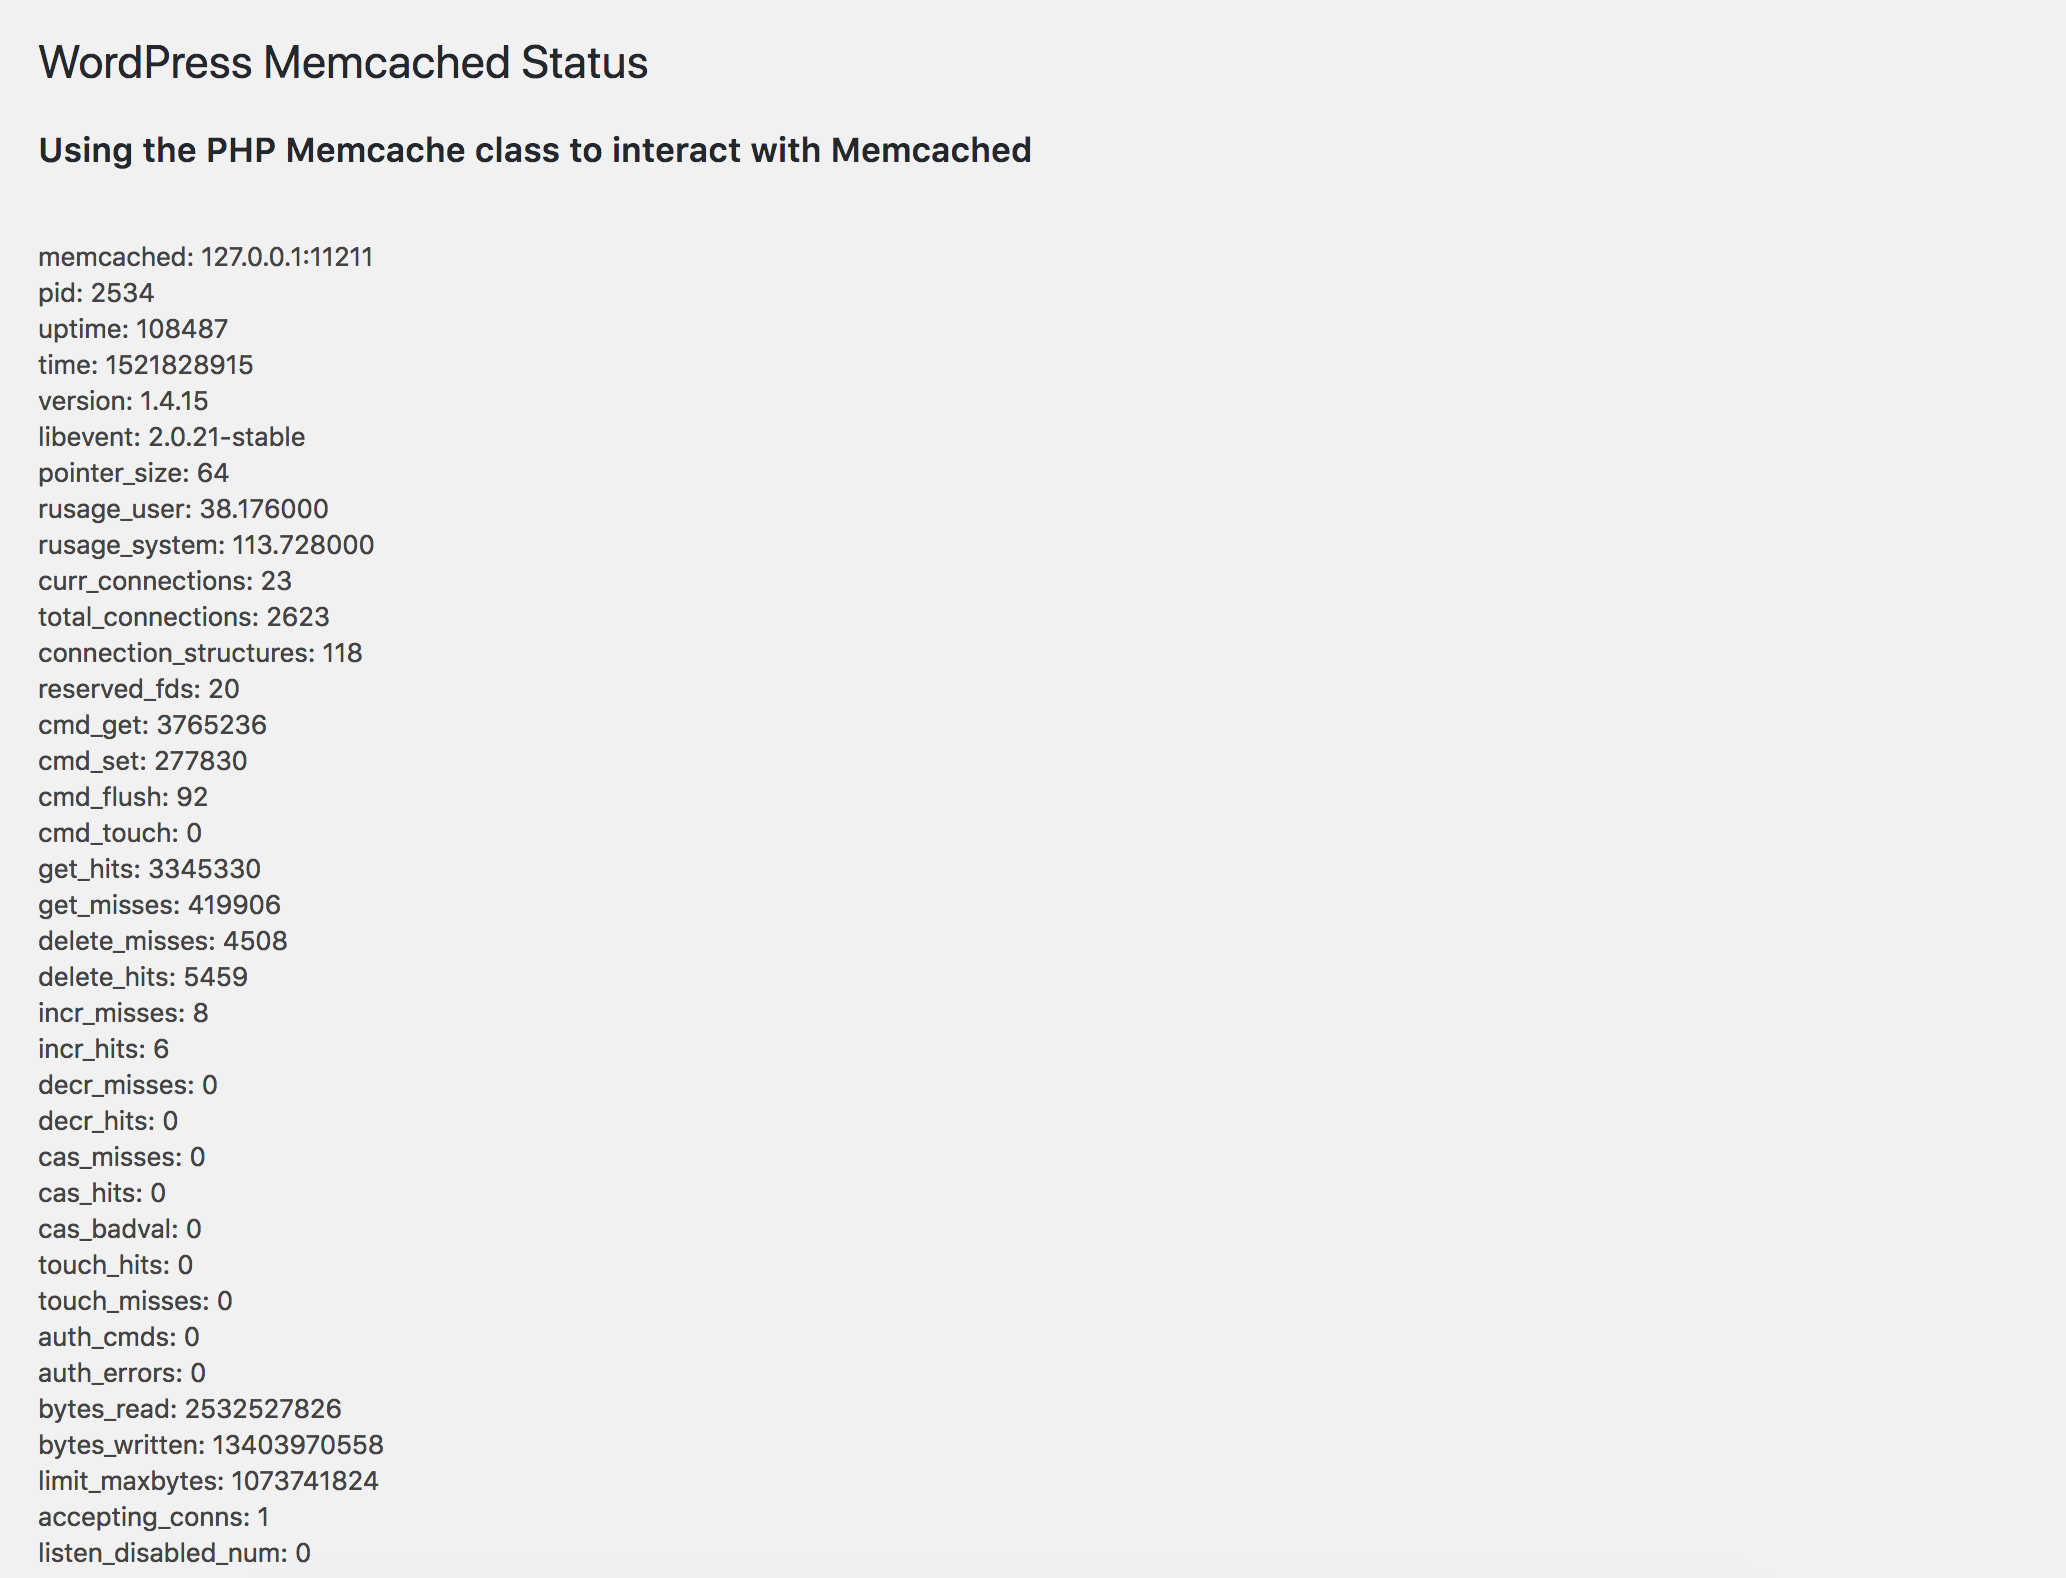 WordPress Memcached Status
Using the PHP Memcache class to interact with Memcached
memcached: 127.0.0.1:11211
pid: 2534
uptime: 108487
time: 1521828915
version: 1.4.15
libevent: 2.0.21-stable
pointer_size: 64
rusage_user: 38.176000
rusage_system: 113.728000
curr_connections: 23
total_connections: 2623
connection_structures: 118
reserved_fds: 20
cmd_get: 3765236
cmd_set: 277830
cmd_flush: 92
cmd_touch: 0
get_hits: 3345330
get_misses: 419906
delete_misses: 4508
delete_hits: 5459
incr_misses: 8
incr_hits: 6
decr_misses: 0
decr_hits: 0
cas_misses: 0
cas_hits: 0
cas_badval: 0
touch_hits: 0
touch_misses: 0
auth_cmds: 0
auth_errors: 0
bytes_read: 2532527826
bytes_written: 13403970558
limit_maxbytes: 1073741824
accepting_conns: 1
listen_disabled_num: 0